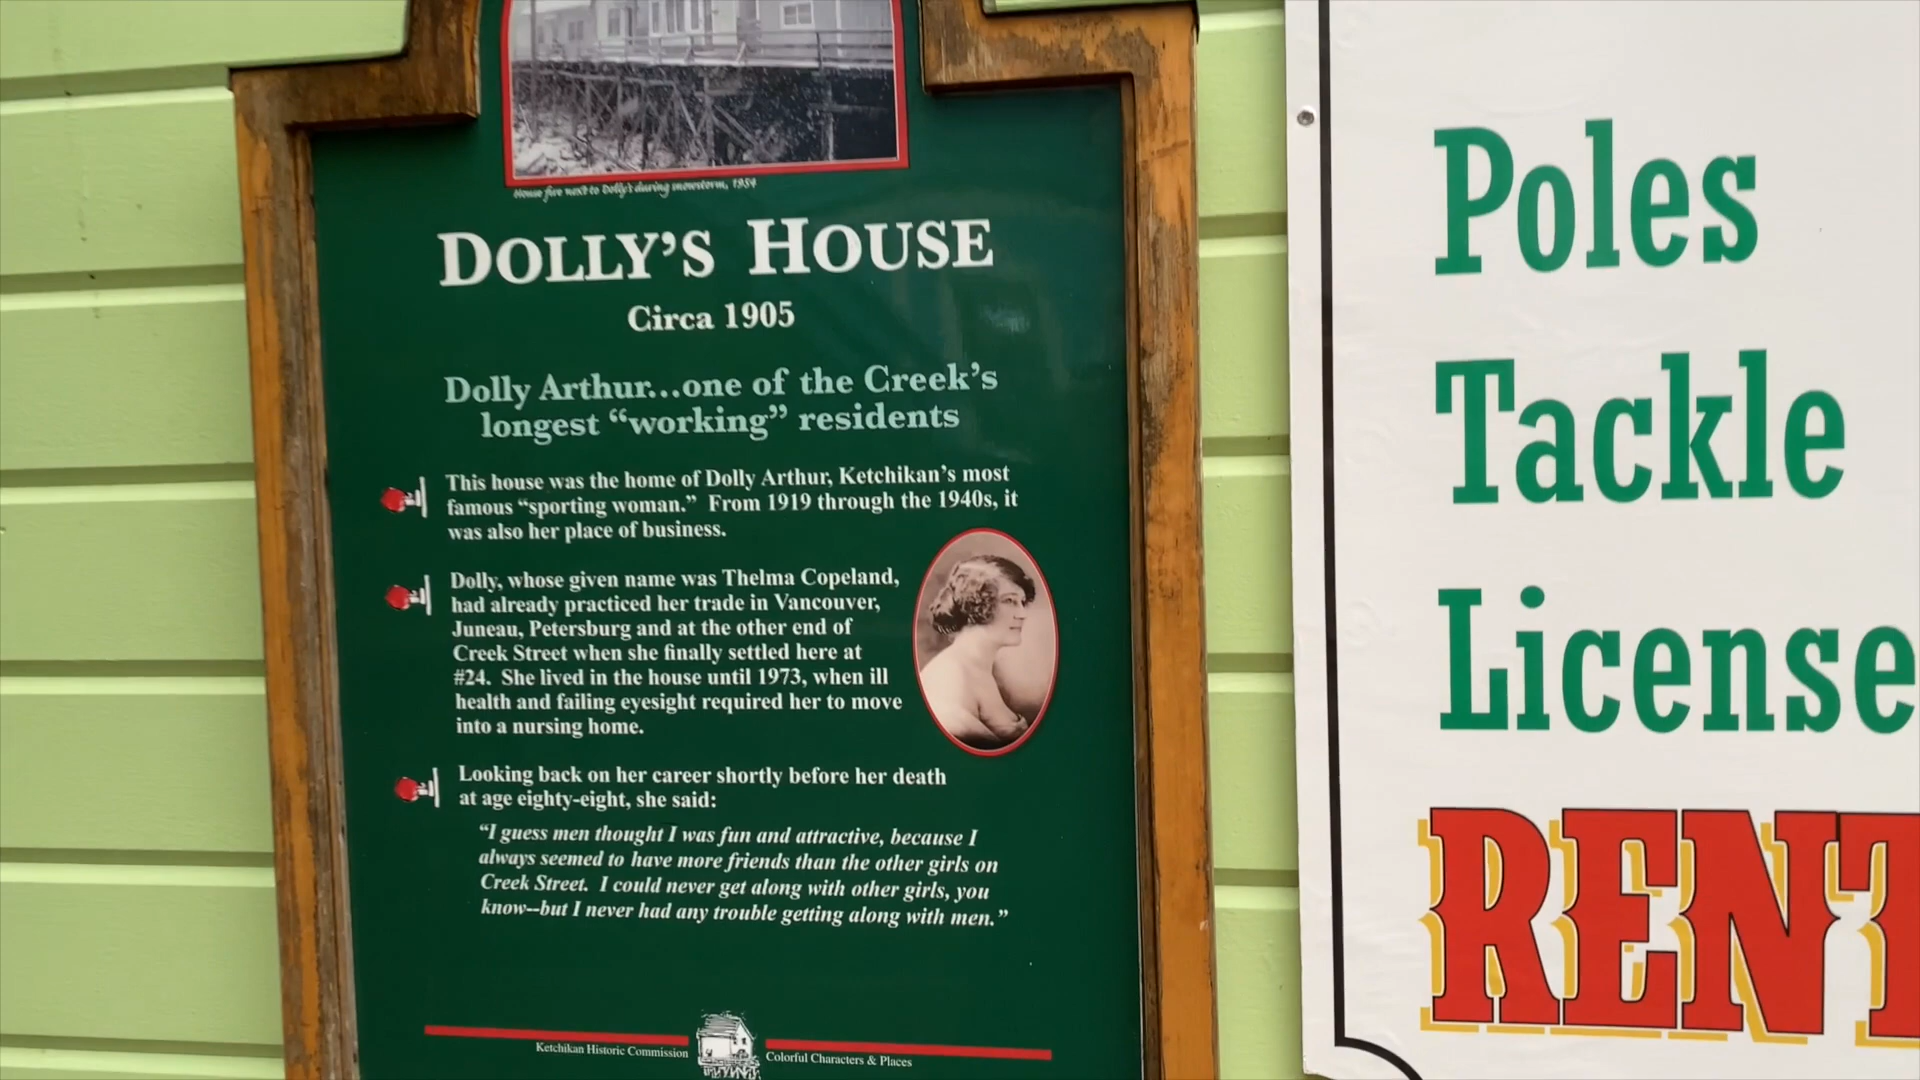 House fire next to Dolly's during snowstorm, 1954
DOLLY'S HOUSE
Circa 1905
Dolly Arthur...one of the Creek's
longest “working” residents
This house was the home of Dolly Arthur, Ketchikan's most
famous “sporting woman.” From 1919 through the 1940s, it
was also her place of business.
Dolly, whose given name was Thelma Copeland,
had already practiced her trade in Vancouver,
Juneau, Petersburg and at the other end of
Creek Street when she finally settled here at
#24. She lived in the house until 1973, when ill
health and failing eyesight required her to move
into a nursing home.
Looking back on her career shortly before her death
at age eighty-eight, she said:
“I guess men thought I was fun and attractive, because I
always seemed to have more friends than the other girls on
Creek Street. I could never get along with other girls, you
know--but I never had any trouble getting along with men.”
Ketchikan Historic Commission
Colorful Characters & Places
Poles
Tackle
License
RENT